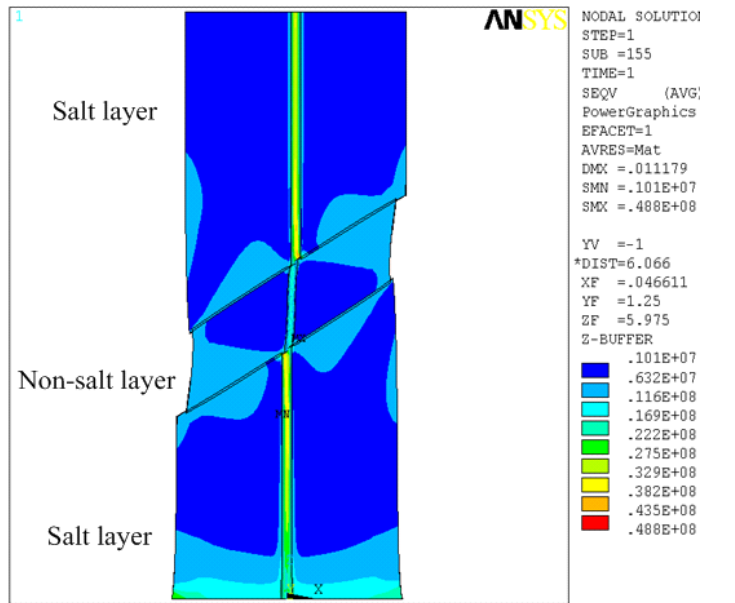 1
ANSYS
Salt layer
Non-salt layer
Salt layer
MX
MN
X
NODAL SOLUTIO
STEP=1
SUB =155
TIME=1
SEQV (AVG)
PowerGraphics
EFACET=1
AVRES=Mat
DMX =.011179
SMN =.101E+07
SMX =.488E+08
YV =-1
*DIST=6.066
XF =.046611
YF =1.25
ZF =5.975
Z-BUFFER
.101E+07
.632E+07
.116E+08
.169E+08
.222E+08
.275E+08
.329E+08
.382E+08
.435E+08
.488E+08